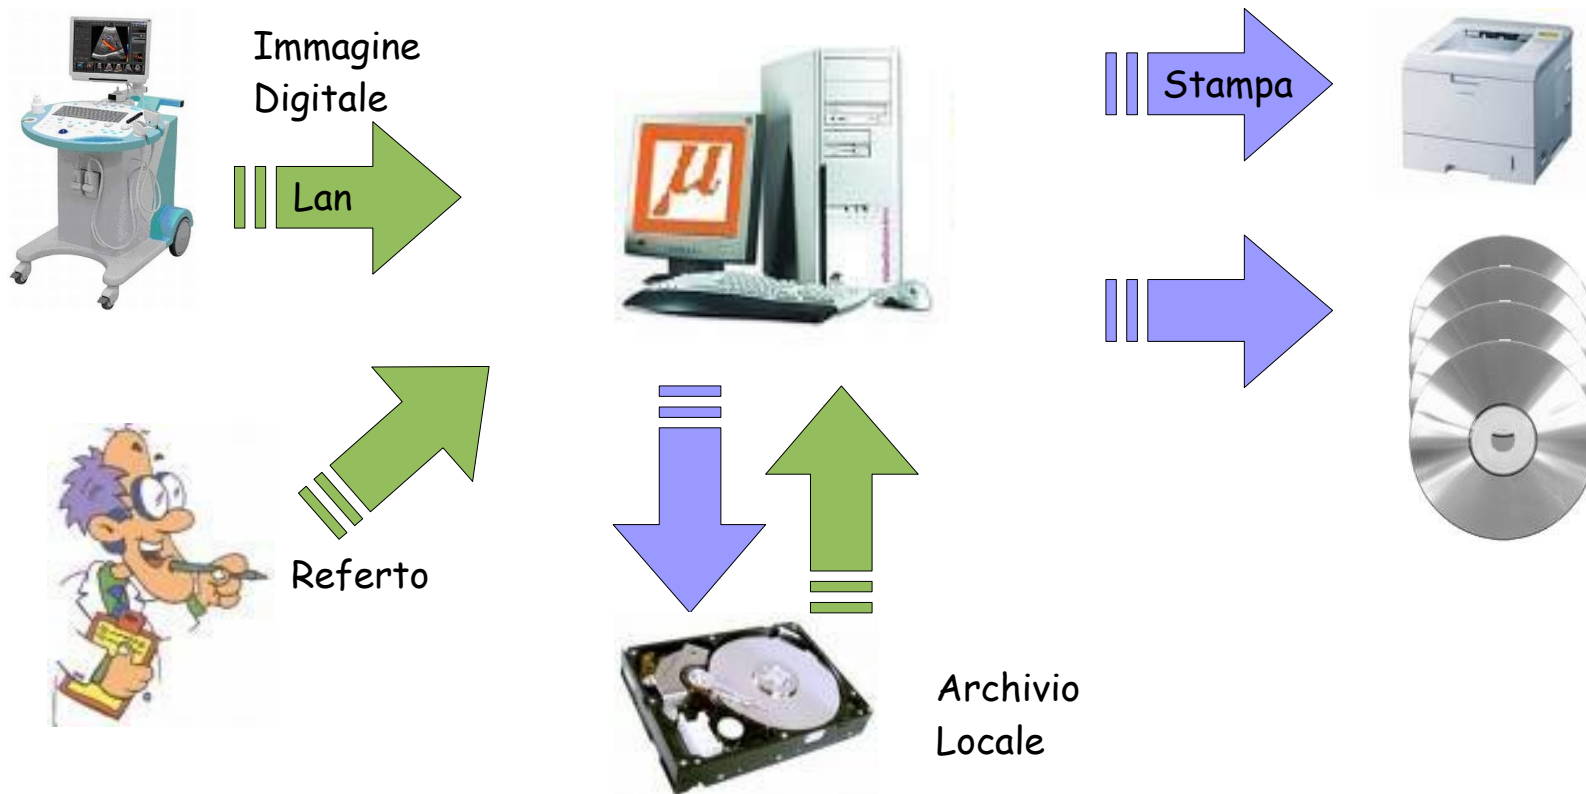 Immagine
Digitale
Lan
Stampa
μ
Referto
Archivio
Locale